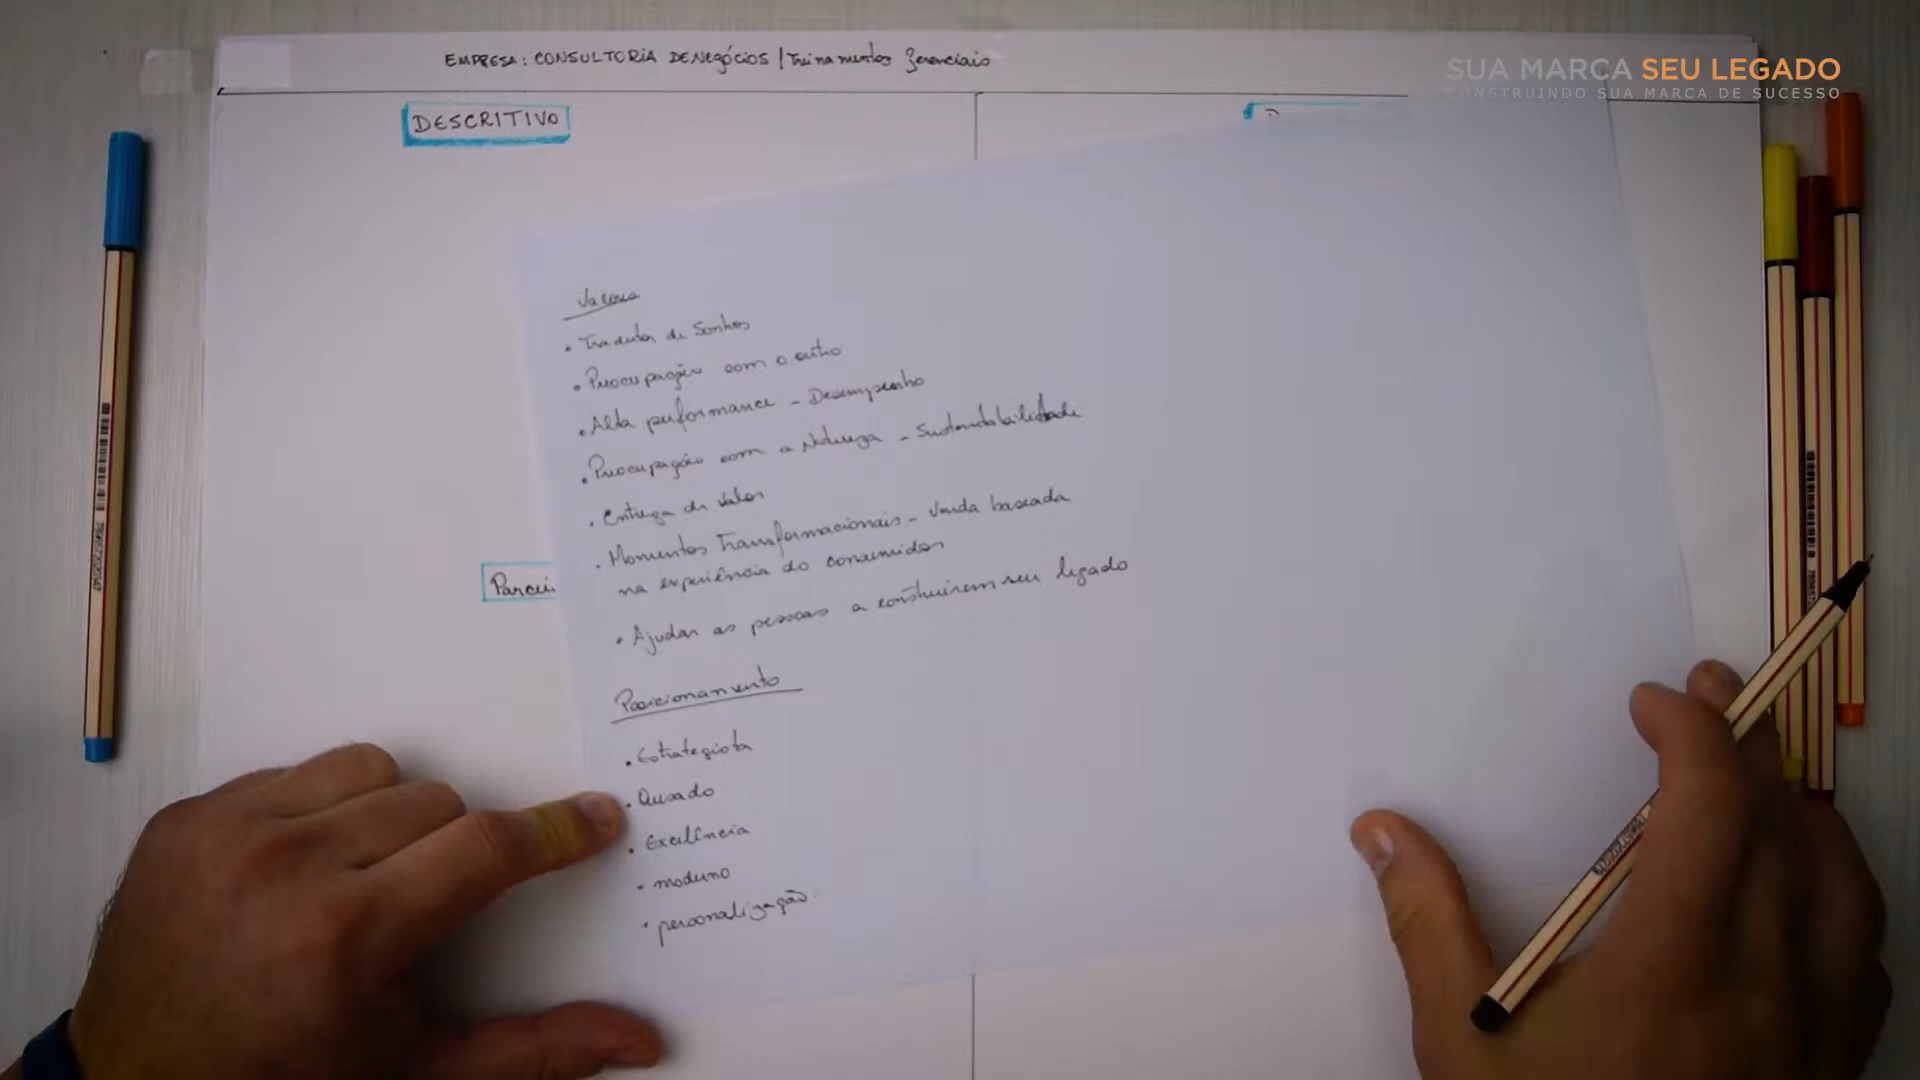 EMPRESA: CONSULTORIA DE NEGÓCIOS / Treinamentos Gerenciais
SUA MARCA SEU LEGADO
CONSTRUINDO SUA MARCA DE SUCESSO
DESCRITIVO
Valores
• Tradutor de Sonhos
• Preocupação com o outro
• Alta performance - Desempenho
• Preocupação com a Natureza - Sustentabilidade
• Entrega de valor
• Momentos Transformacionais - Venda baseada
na experiência do consumidor
• Ajudar as pessoas a construirem seu legado
Parcei
Posicionamento
• Estrategista
• Ousado
• Excelência
• moderno
• personalização.